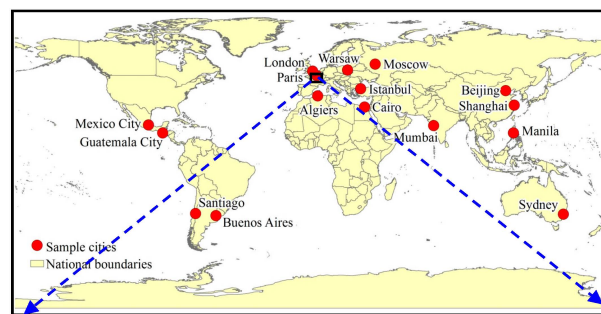 London
Warsaw
Moscow
Paris
Istanbul
Beijing
Algiers
Cairo
Shanghai
Mexico City
Mumbai
Manila
Guatemala City
Santiago
Sydney
Buenos Aires
Sample cities
National boundaries